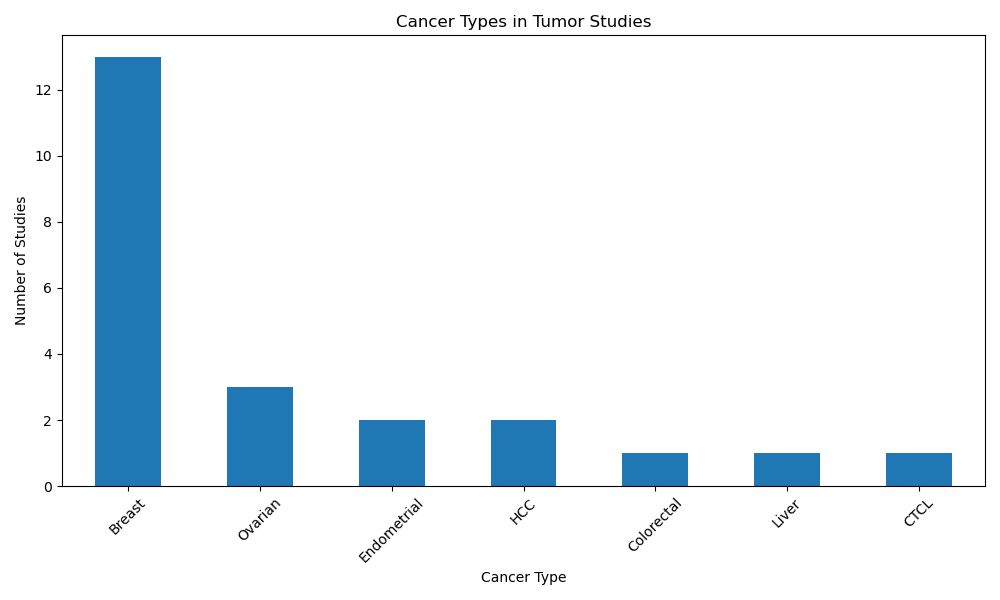 Cancer Types in Tumor Studies
Number of Studies
12
10
8
6
4
2
0
Breast
Ovarian
Endometrial
HCC
Colorectal
Liver
CTCL
Cancer Type